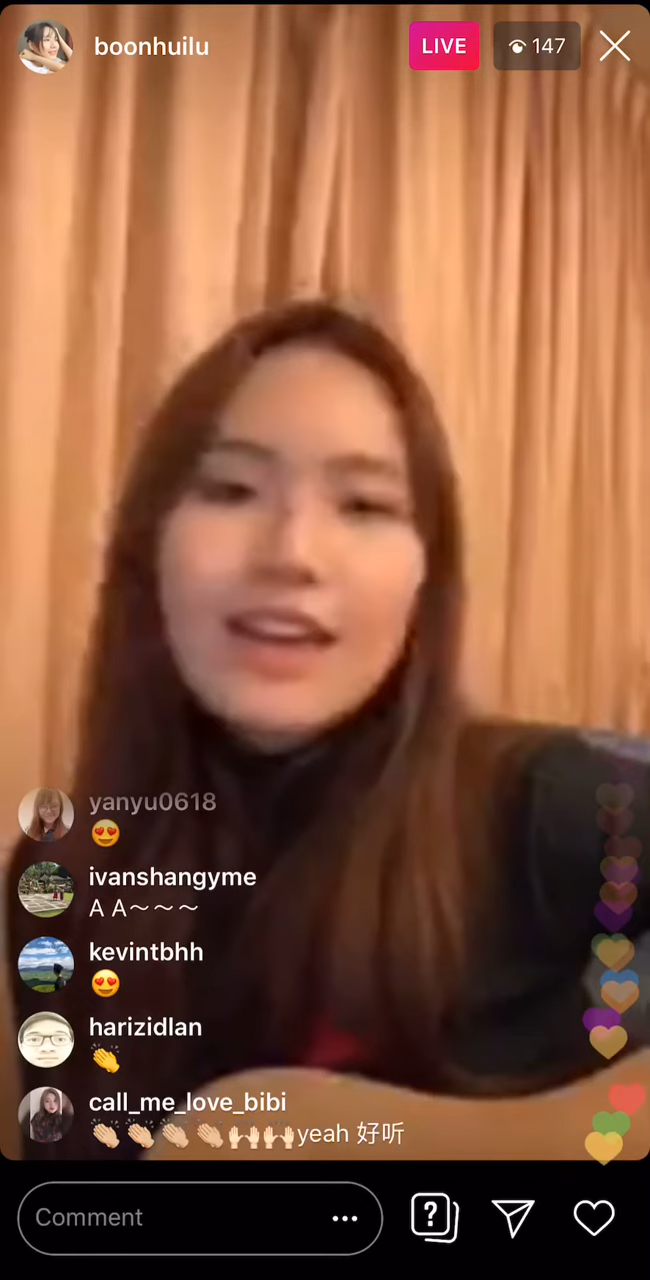 boonhuilu
LIVE
147
yanyu0618
😍
ivanshangyme
A A～～～
kevintbhh
😍
harizidlan
👏
call_me_love_bibi
👏🏻👏🏻👏🏻👏🏻🙌🏻🙌🏻yeah 好听
Comment